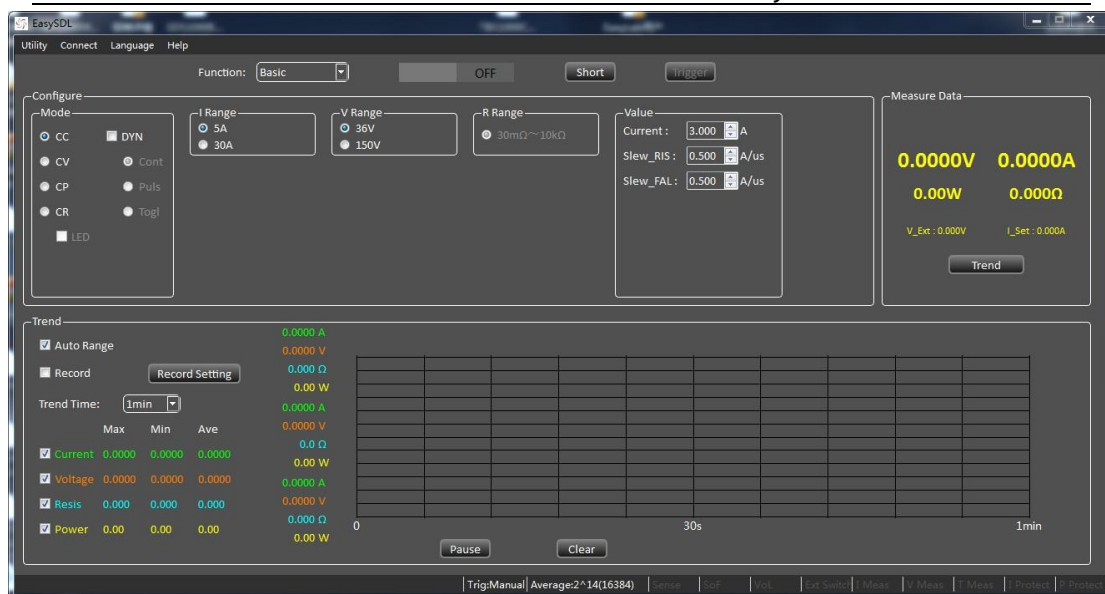 EasySDL
Utility Connect Language Help
Function: Basic OFF Short Trigger
Configure
Mode
CC DYN
CV Cont
CP Puls
CR Togl
LED
I Range
5A
30A
V Range
36V
150V
R Range
30mΩ～10kΩ
Value
Current : 3.000 A
Slew_RIS : 0.500 A/us
Slew_FAL : 0.500 A/us
Measure Data
0.0000V 0.0000A
0.00W 0.000Ω
V_Ext : 0.000V I_Set : 0.000A
Trend
Trend
Auto Range
Record Record Setting
Trend Time: 1min
Max Min Ave
Current 0.0000 0.0000 0.0000
Voltage 0.0000 0.0000 0.0000
Resis 0.000 0.000 0.000
Power 0.00 0.00 0.00
0.0000 A
0.0000 V
0.000 Ω
0.00 W
0.0000 A
0.0000 V
0.0 Ω
0.00 W
0.0000 A
0.0000 V
0.000 Ω
0.00 W
0 30s 1min
Pause Clear
Trig:Manual Average:2^14(16384) Sense SoF VoL Ext Switch I Meas V Meas T Meas I Protect P Protect